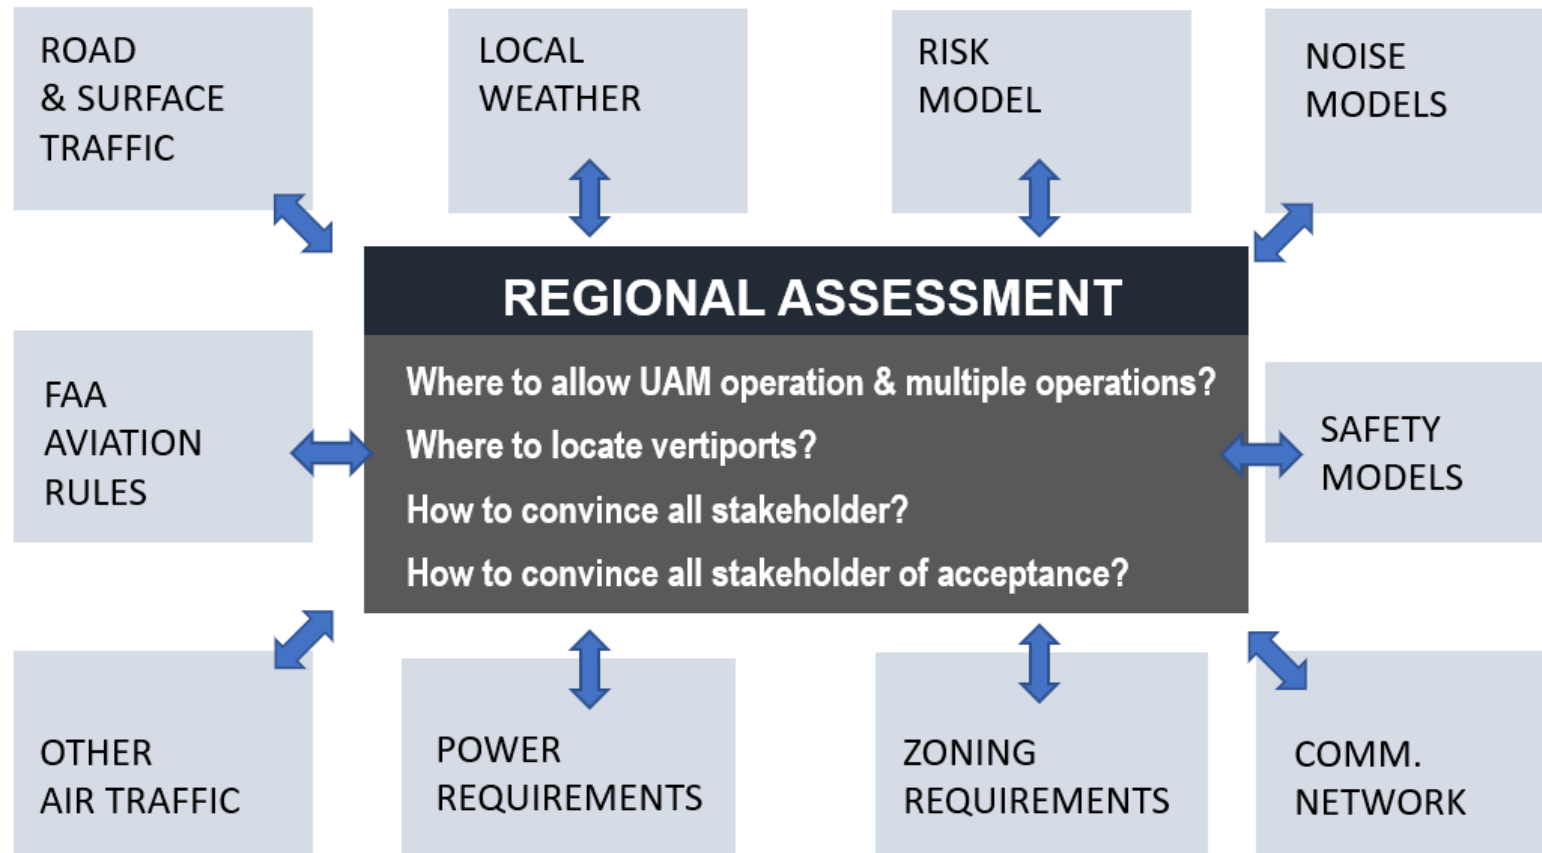 ROAD
& SURFACE
TRAFFIC
LOCAL
WEATHER
RISK
MODEL
NOISE
MODELS
REGIONAL ASSESSMENT
Where to allow UAM operation & multiple operations?
Where to locate vertiports?
How to convince all stakeholder?
How to convince all stakeholder of acceptance?
FAA
AVIATION
RULES
SAFETY
MODELS
OTHER
AIR TRAFFIC
POWER
REQUIREMENTS
ZONING
REQUIREMENTS
COMM.
NETWORK